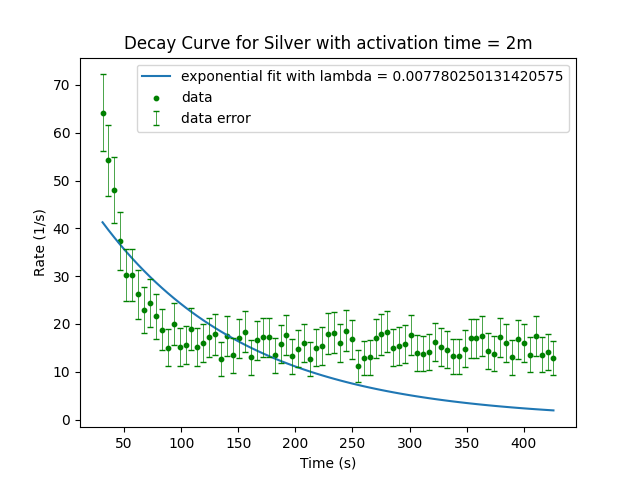 Decay Curve for Silver with activation time = 2m
exponential fit with lambda = 0.007780250131420575
data
data error
70
60
50
40
30
20
10
0
Rate (1/s)
50 100 150 200 250 300 350 400
Time (s)